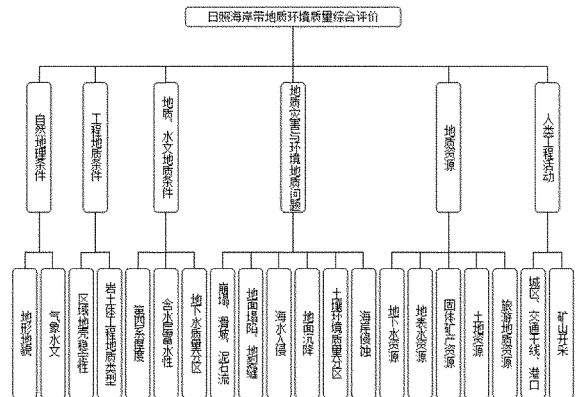 日照海岸带地质环境质量综合评价
自然地理条件
工程地质条件
地质、水文地质条件
地质灾害与环境地质问题
地质资源
人类工程活动
地形地貌
气象水文
区域地壳稳定性
岩土体工程地质类型
第四系厚度
含水层富水性
地下水质量分区
崩塌、滑坡、泥石流
地面塌陷、地裂缝
海水入侵
地面沉降
土壤环境质量分区
海岸侵蚀
地下水资源
地表水资源
固体矿产资源
土地资源
旅游地质资源
城区、交通干线、港口
矿山开采